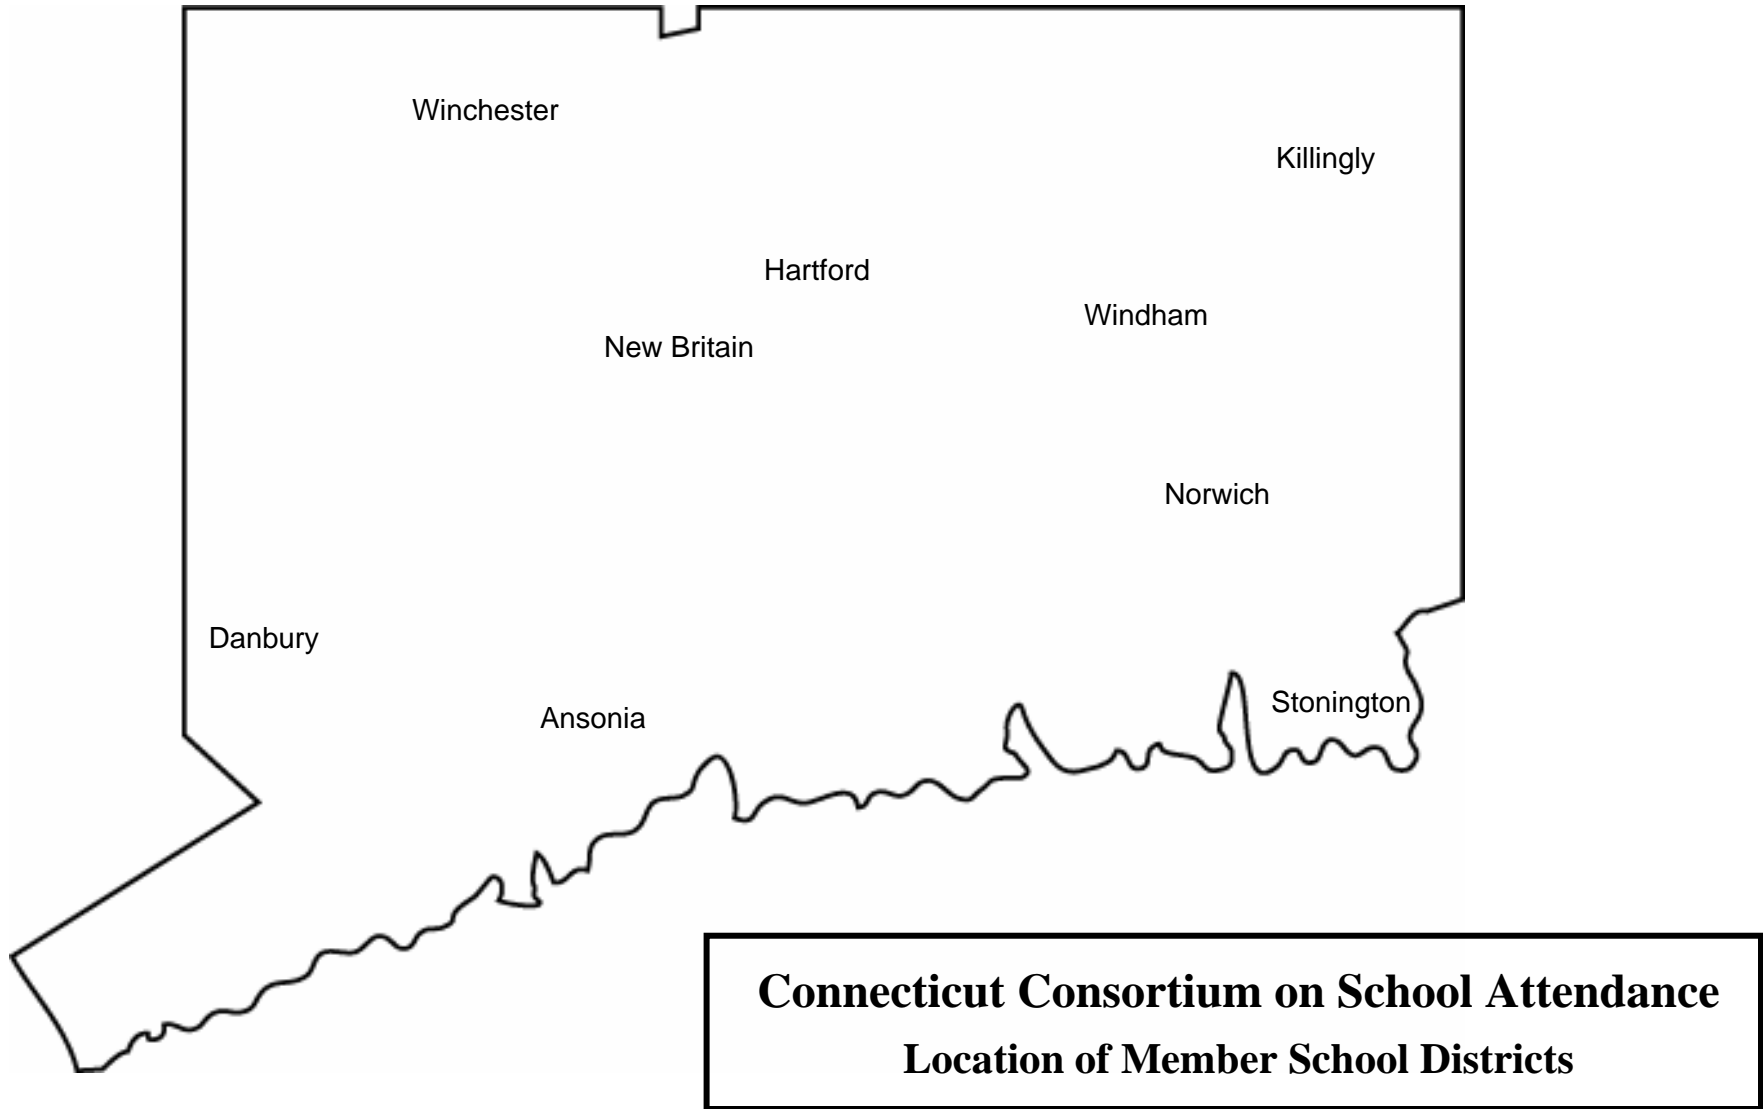 Winchester
Killingly
Hartford
Windham
New Britain
Norwich
Danbury
Stonington
Ansonia
Connecticut Consortium on School Attendance
Location of Member School Districts